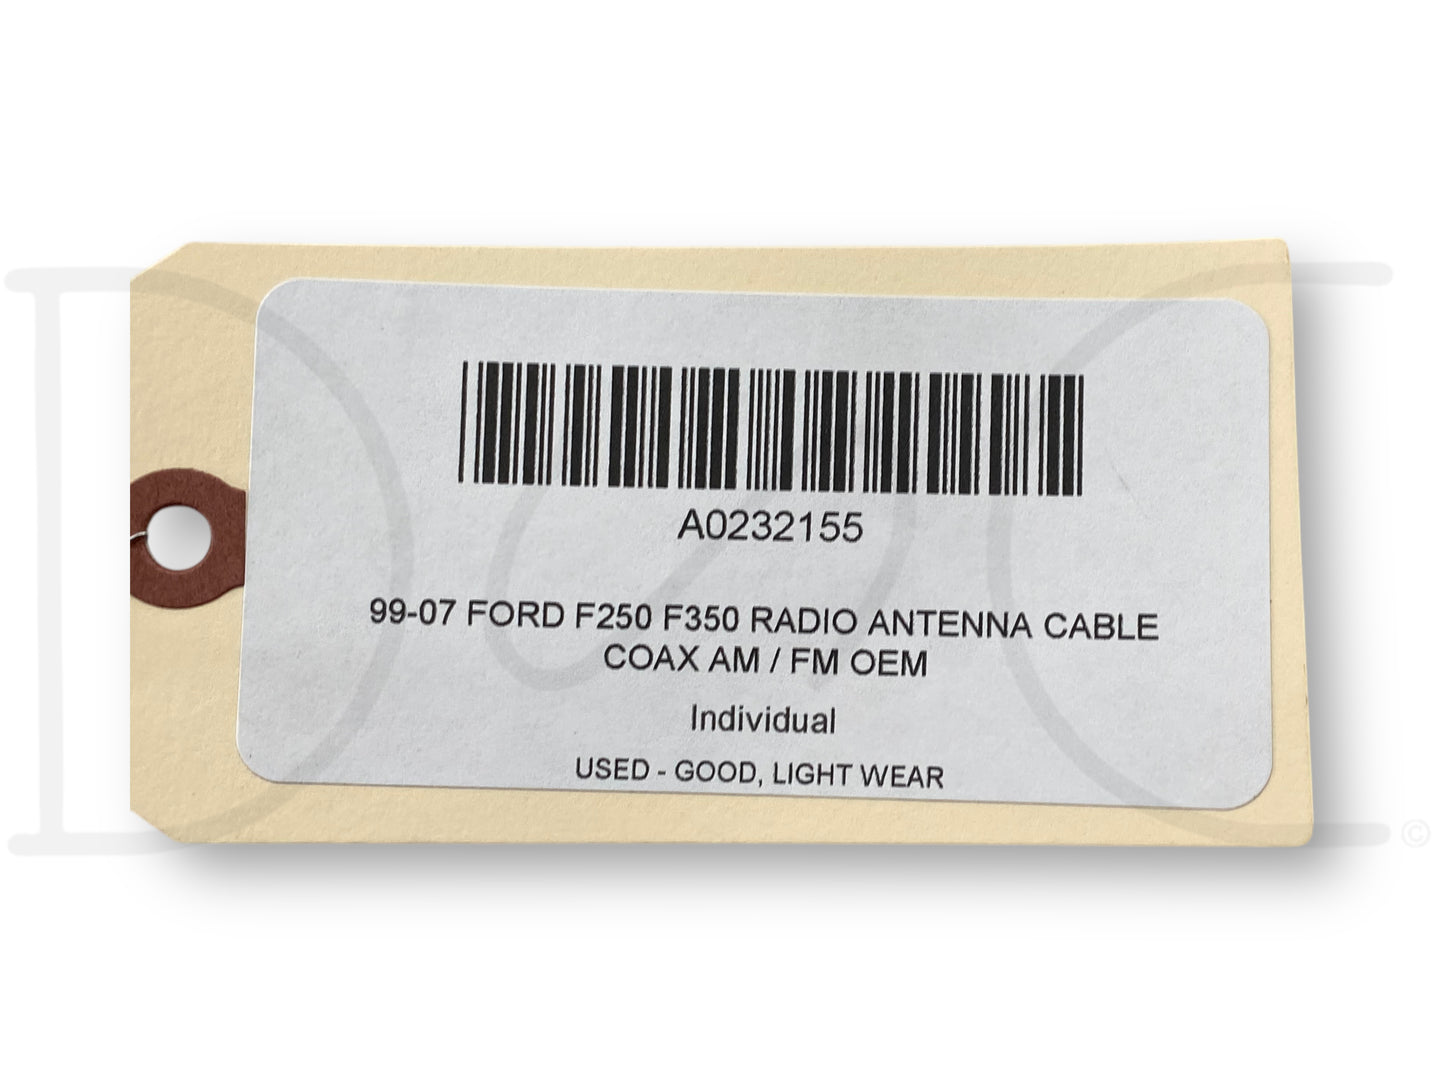 A0232155
99-07 FORD F250 F350 RADIO ANTENNA CABLE
COAX AM / FM OEM
Individual
USED - GOOD, LIGHT WEAR
©